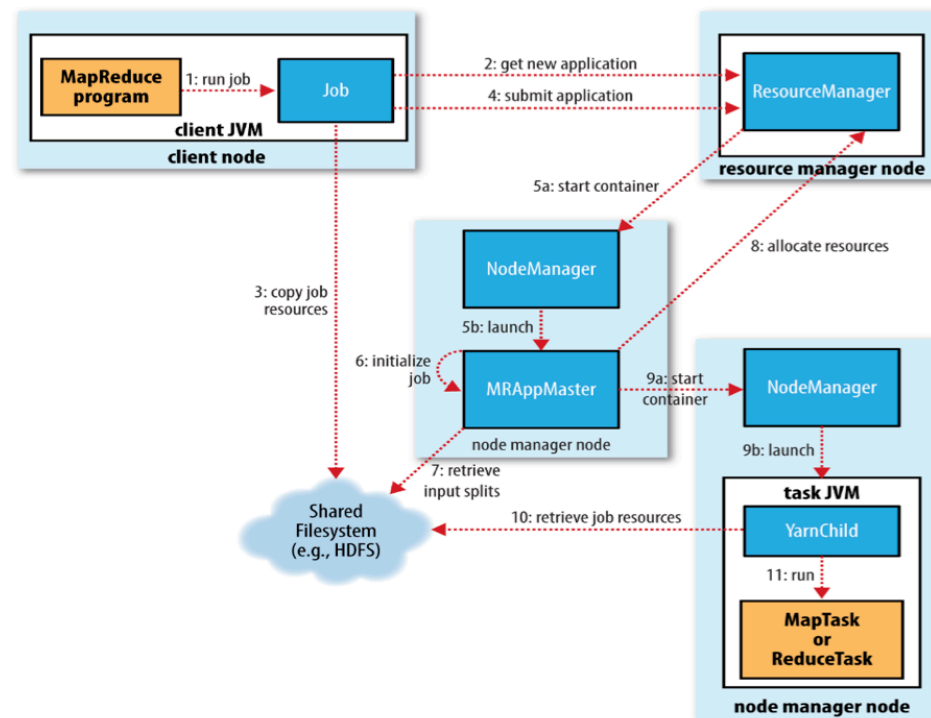 MapReduce
program
1: run job
Job
client JVM
client node
2: get new application
4: submit application
ResourceManager
resource manager node
5a: start container
8: allocate resources
3: copy job
resources
NodeManager
5b: launch
6: initialize
job
MRAppMaster
node manager node
9a: start
container
NodeManager
9b: launch
7: retrieve
input splits
Shared
Filesystem
(e.g., HDFS)
10: retrieve job resources
task JVM
YarnChild
11: run
MapTask
or
ReduceTask
node manager node